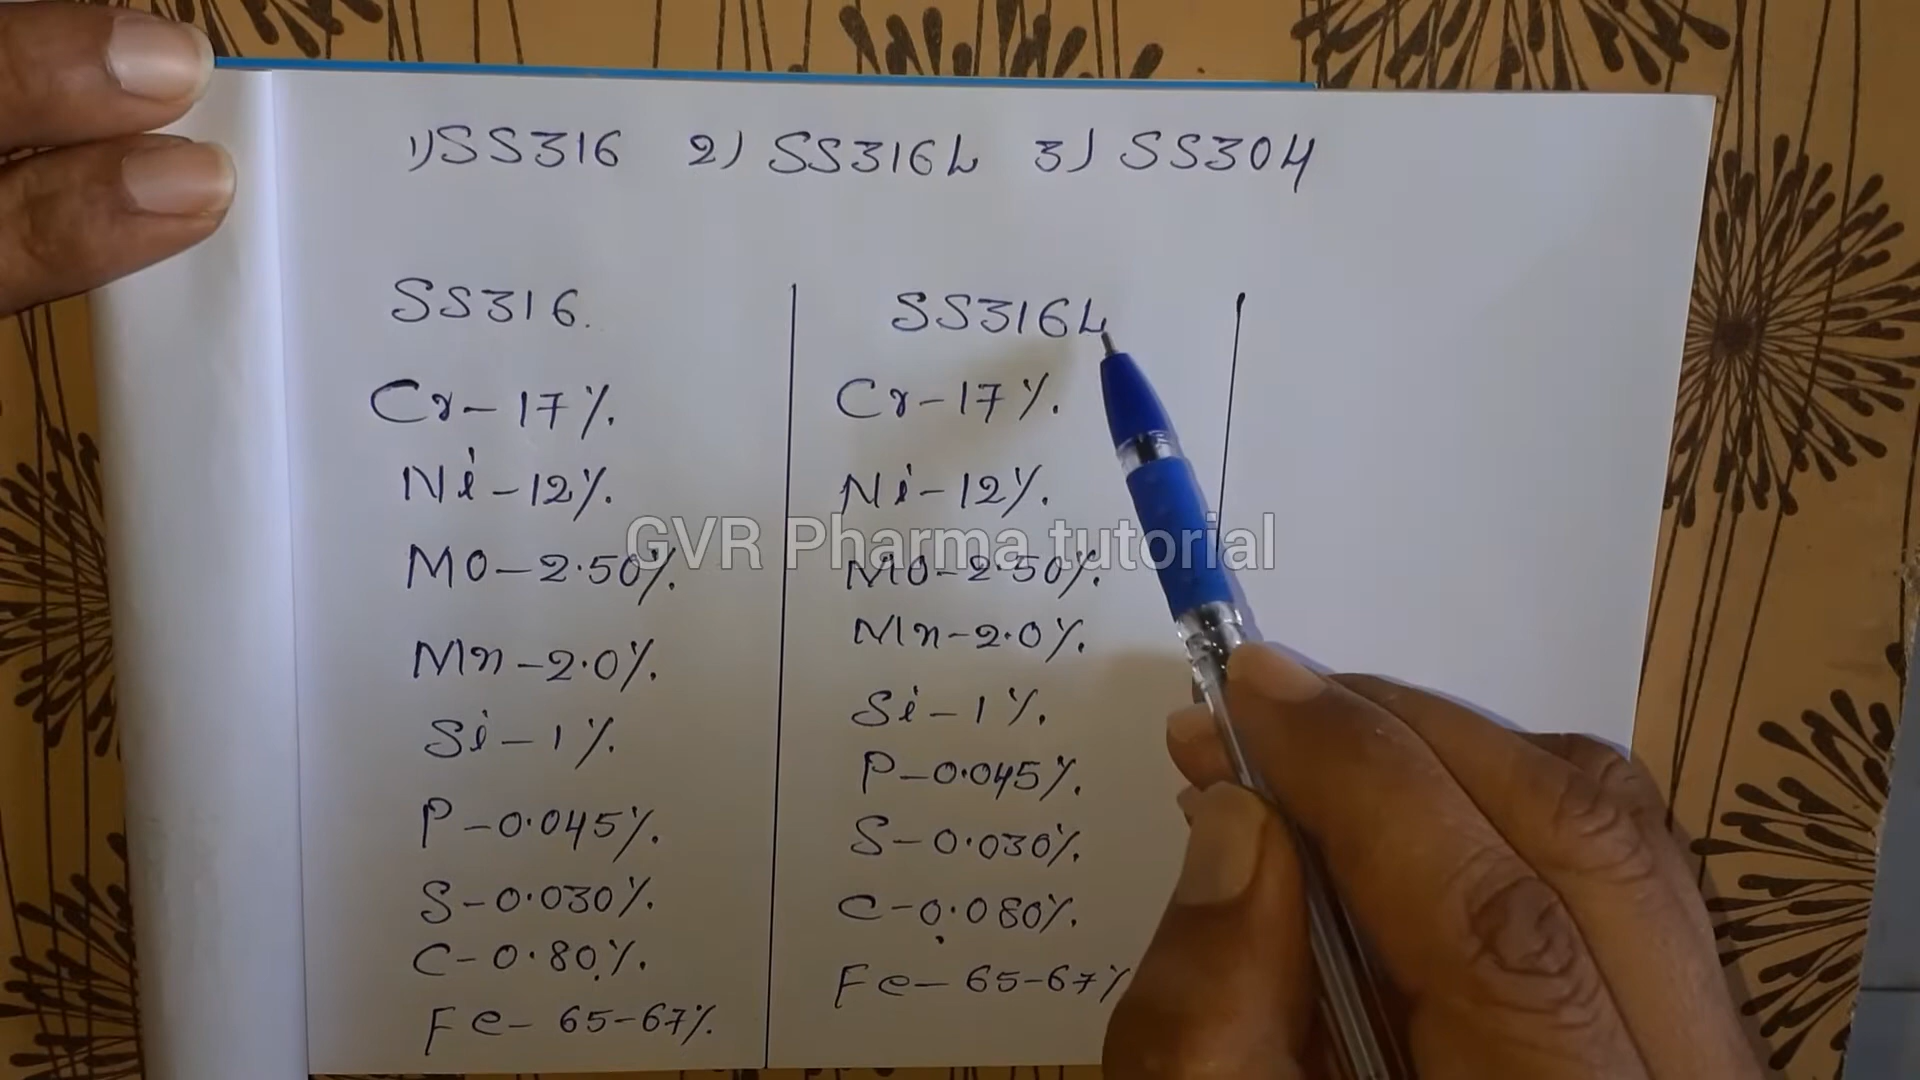 1) SS316 2) SS316L 3) SS304
SS316.
Cr - 17%.
Ni - 12%.
MO - 2.50%.
Mn - 2.0%.
Si - 1%.
P - 0.045%.
S - 0.030%.
C - 0.80%.
Fe - 65-67%.
SS316L
Cr - 17%.
Ni - 12%.
MO - 2.50%.
Mn - 2.0%.
Si - 1%.
P - 0.045%.
S - 0.030%.
C - 0.080%.
Fe - 65-67%
GVR Pharma tutorial